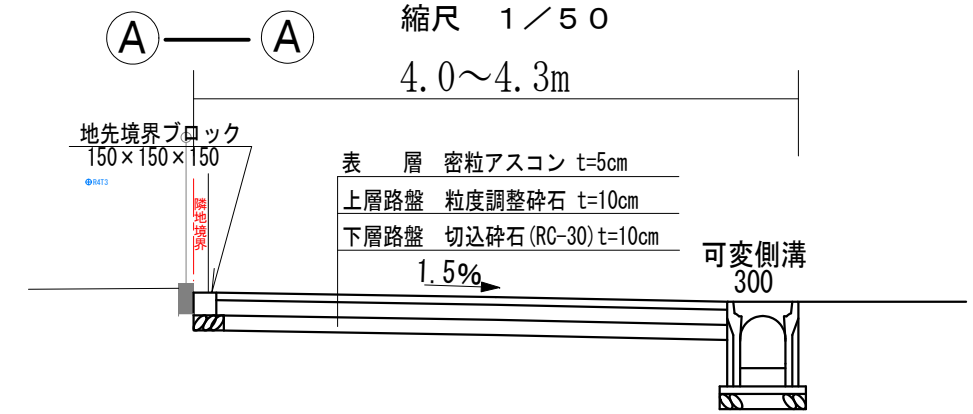 縮尺 1/50
A A
4.0~4.3m
地先境界ブロック
150×150×150
R4T3
隣地境界
表 層 密粒アスコン t=5cm
上層路盤 粒度調整砕石 t=10cm
下層路盤 切込砕石(RC-30)t=10cm
1.5%
可変側溝
300